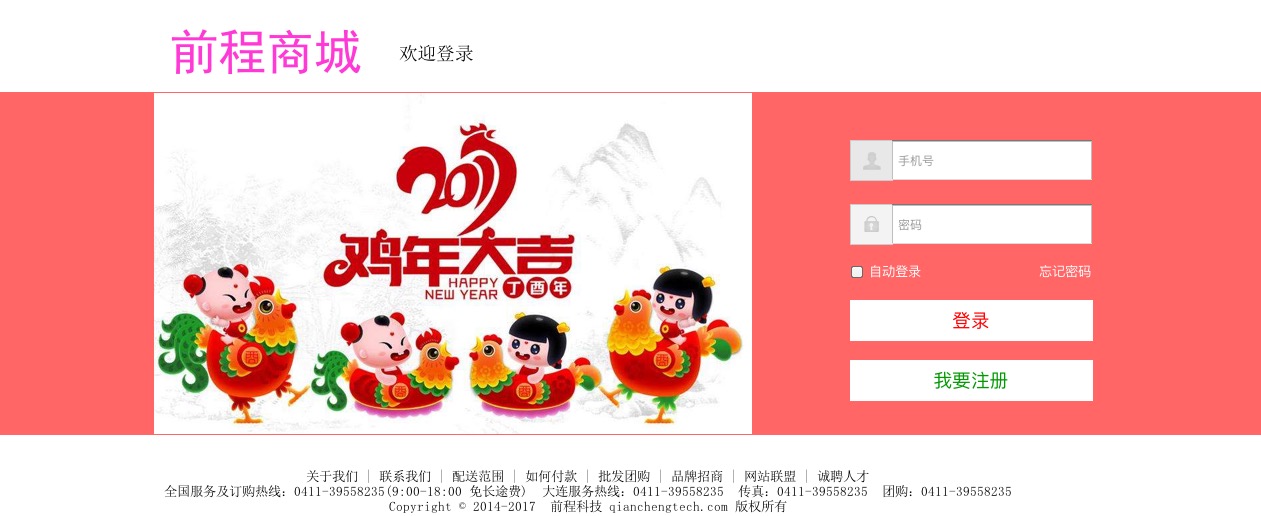 前程商城 欢迎登录
2017
鸡年大吉
HAPPY
NEW YEAR 丁酉年
手机号
密码
自动登录 忘记密码
登录
我要注册
酉 酉 酉 酉
关于我们 | 联系我们 | 配送范围 | 如何付款 | 批发团购 | 品牌招商 | 网站联盟 | 诚聘人才
全国服务及订购热线：0411-39558235(9:00-18:00 免长途费) 大连服务热线：0411-39558235 传真：0411-39558235 团购：0411-39558235
Copyright © 2014-2017 前程科技 qianchengtech.com 版权所有